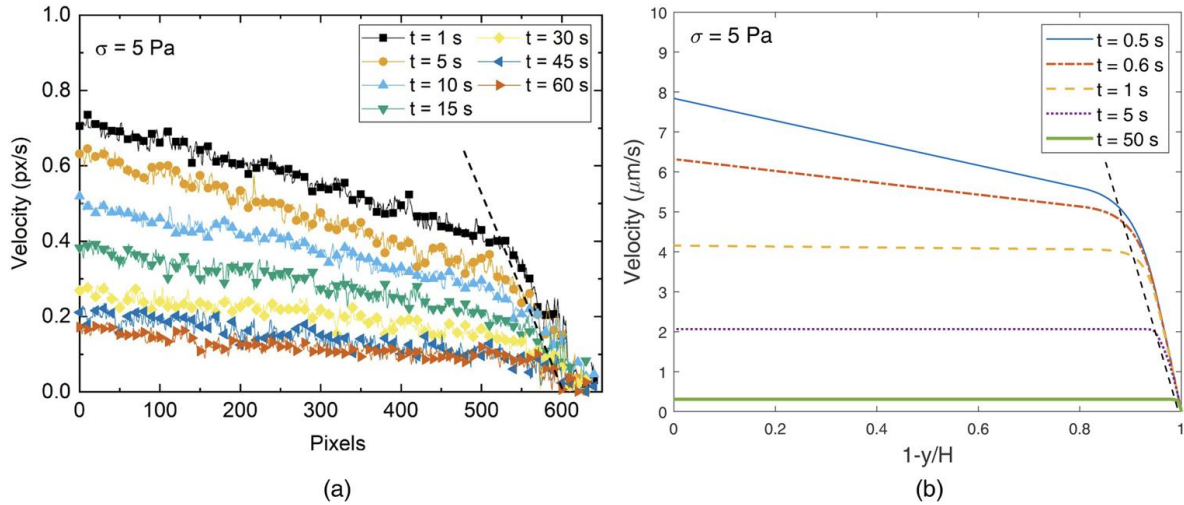 1.0
0.8
0.6
0.4
0.2
0.0
Velocity (px/s)
σ = 5 Pa
t = 1 s
t = 5 s
t = 10 s
t = 15 s
t = 30 s
t = 45 s
t = 60 s
0 100 200 300 400 500 600
Pixels
(a)
10
9
8
7
6
5
4
3
2
1
0
Velocity (μm/s)
σ = 5 Pa
t = 0.5 s
t = 0.6 s
t = 1 s
t = 5 s
t = 50 s
0 0.2 0.4 0.6 0.8 1
1-y/H
(b)